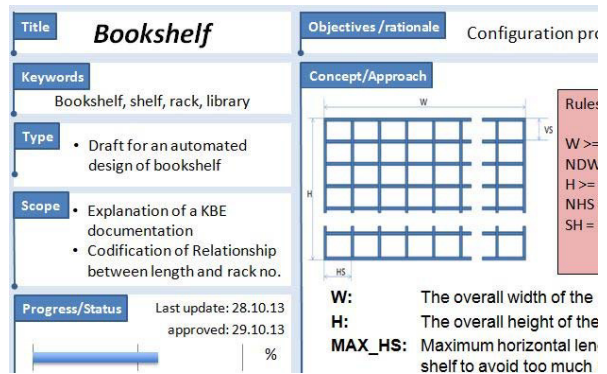 Title
Bookshelf
Objectives /rationale
Configuration pro
Keywords
Bookshelf, shelf, rack, library
Type
• Draft for an automated
design of bookshelf
Scope
• Explanation of a KBE
documentation
• Codification of Relationship
between length and rack no.
Progress/Status
Last update: 28.10.13
approved: 29.10.13
%
Concept/Approach
W
VS
H
HS
Rules
W >=
NDW
H >=
NHS
SH =
W: The overall width of the
H: The overall height of the
MAX_HS: Maximum horizontal leng
shelf to avoid too much